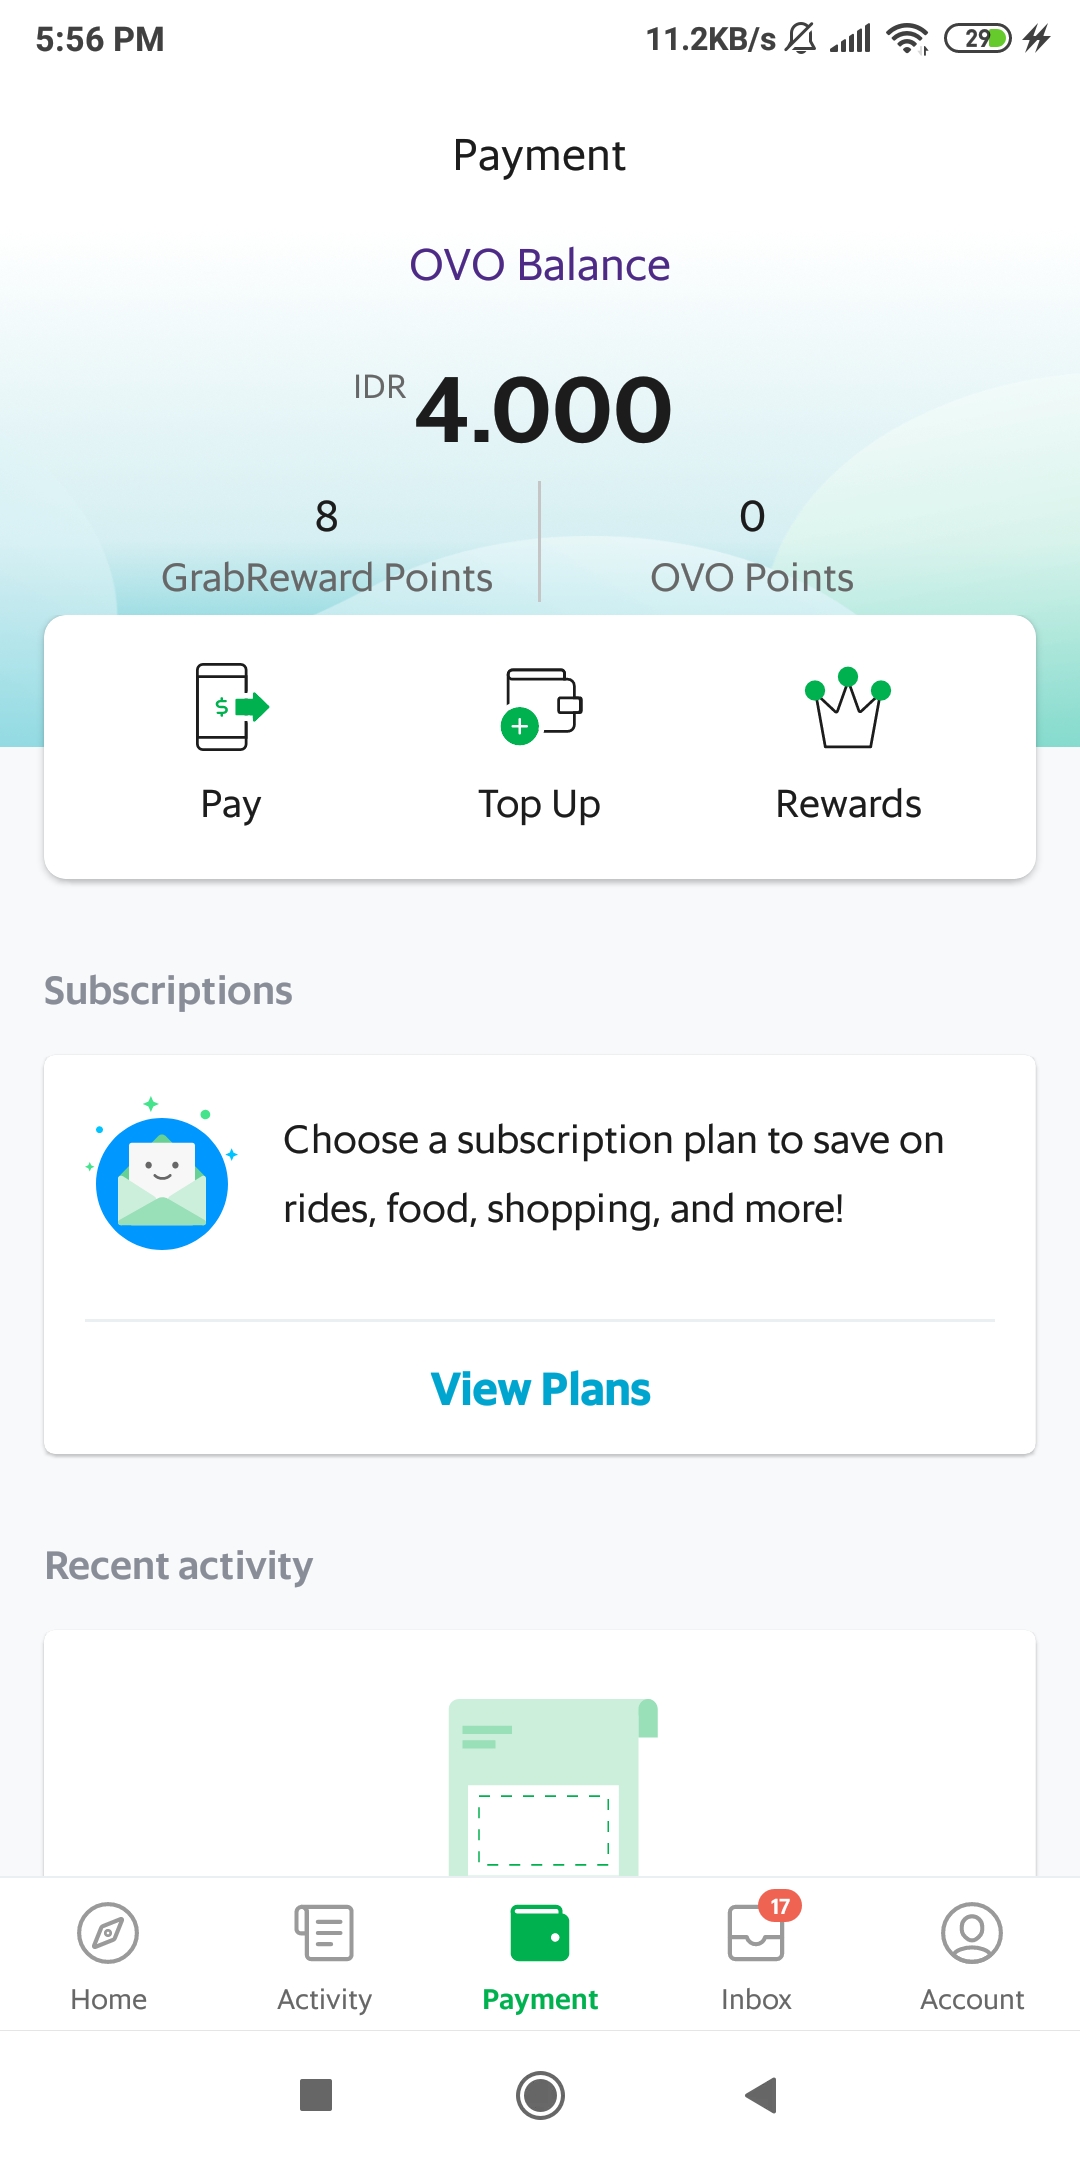 5:56 PM
11.2KB/s
29
Payment
OVO Balance
IDR 4.000
8
GrabReward Points
0
OVO Points
$
Pay
Top Up
Rewards
Subscriptions
Choose a subscription plan to save on
rides, food, shopping, and more!
View Plans
Recent activity
17
Home
Activity
Payment
Inbox
Account